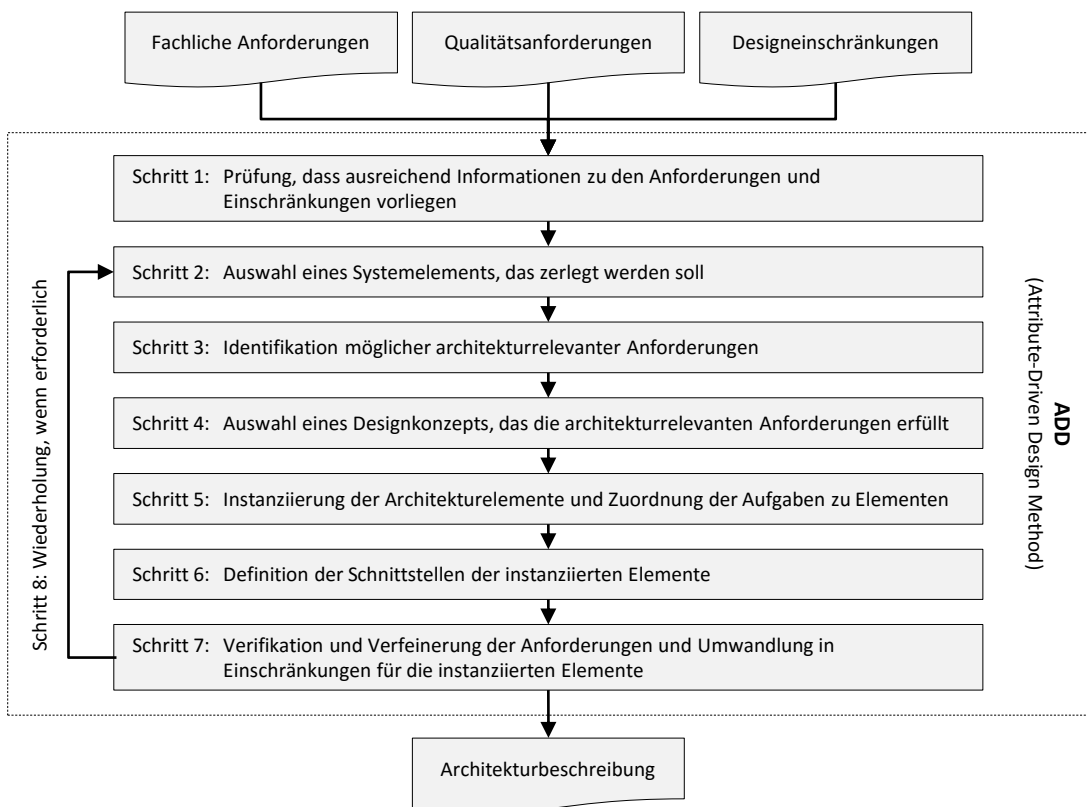 Fachliche Anforderungen
Qualitätsanforderungen
Designeinschränkungen
Schritt 1: Prüfung, dass ausreichend Informationen zu den Anforderungen und
Einschränkungen vorliegen
Schritt 2: Auswahl eines Systemelements, das zerlegt werden soll
Schritt 3: Identifikation möglicher architekturrelevanter Anforderungen
Schritt 4: Auswahl eines Designkonzepts, das die architekturrelevanten Anforderungen erfüllt
Schritt 5: Instanziierung der Architekturelemente und Zuordnung der Aufgaben zu Elementen
Schritt 6: Definition der Schnittstellen der instanziierten Elemente
Schritt 7: Verifikation und Verfeinerung der Anforderungen und Umwandlung in
Einschränkungen für die instanziierten Elemente
Schritt 8: Wiederholung, wenn erforderlich
ADD
(Attribute-Driven Design Method)
Architekturbeschreibung